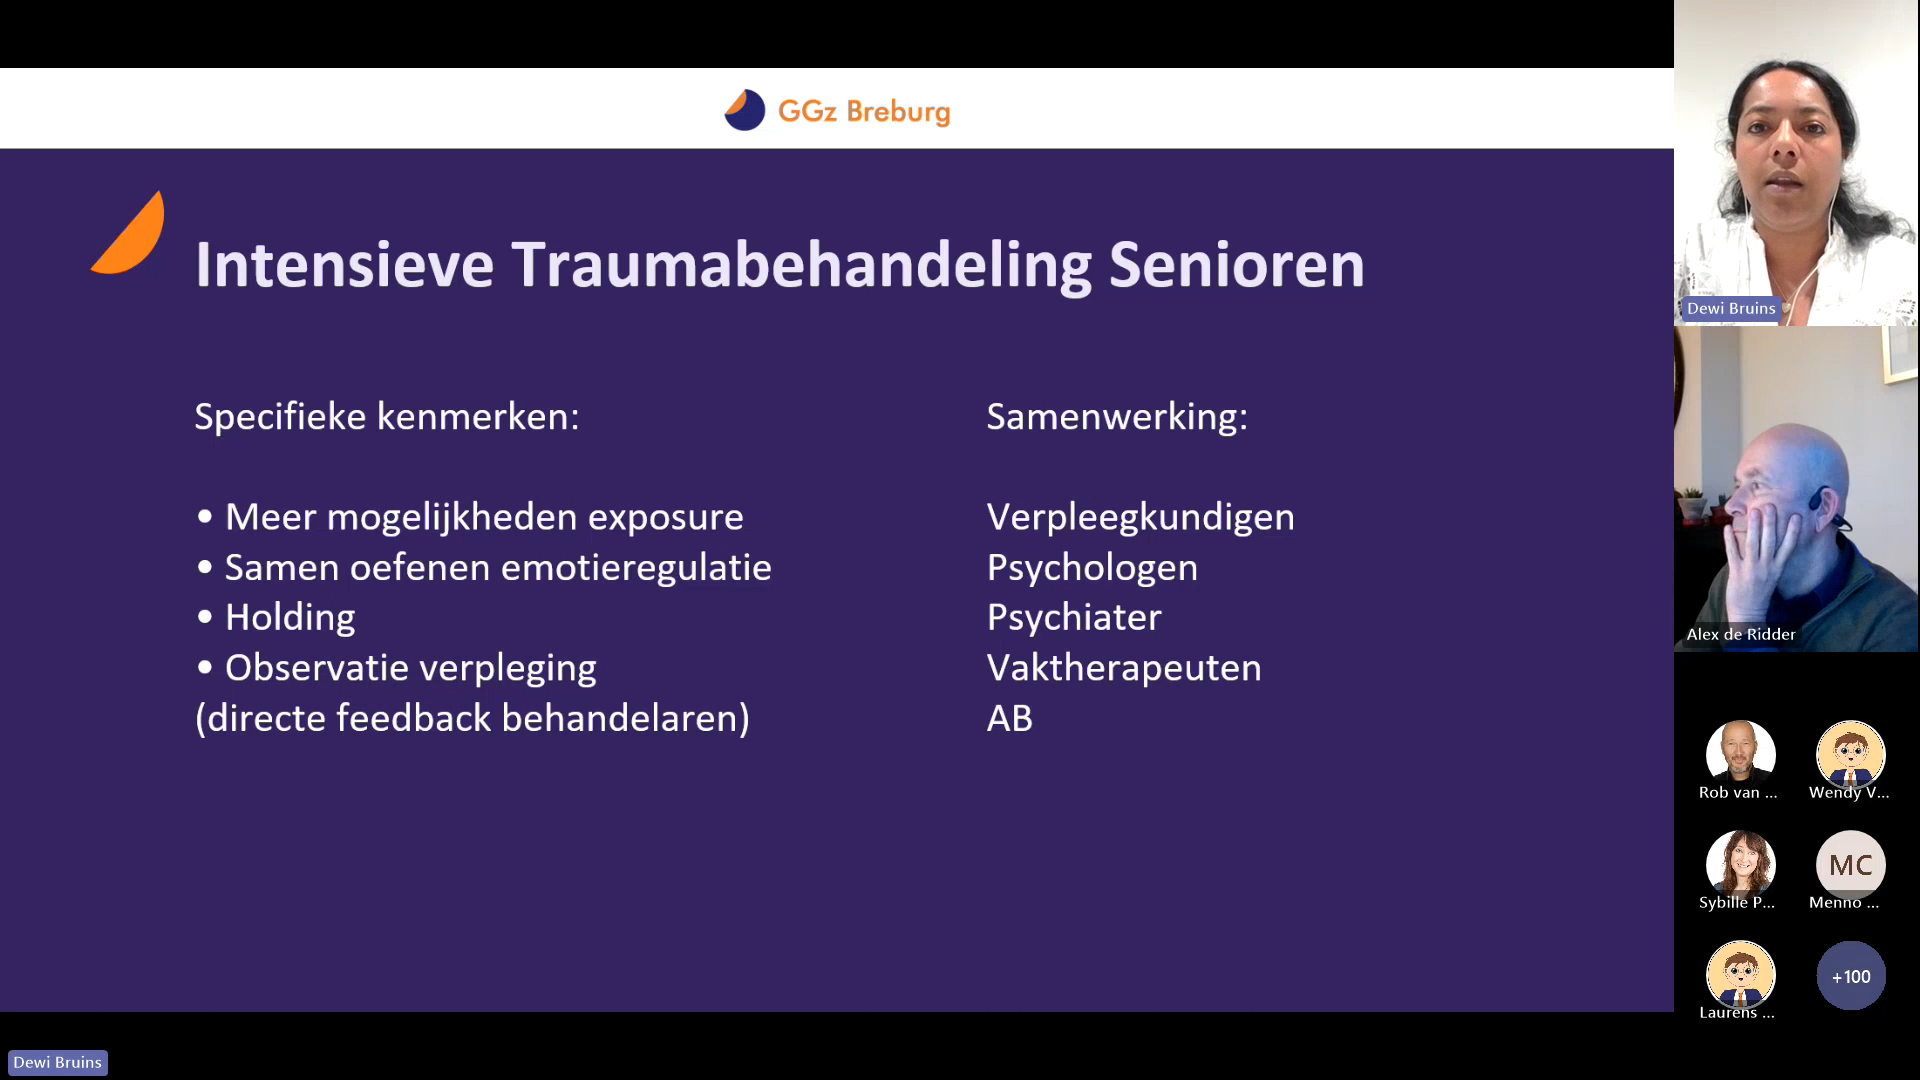 GGz Breburg
Intensieve Traumabehandeling Senioren
Specifieke kenmerken:
• Meer mogelijkheden exposure
• Samen oefenen emotieregulatie
• Holding
• Observatie verpleging
(directe feedback behandelaren)
Samenwerking:
Verpleegkundigen
Psychologen
Psychiater
Vaktherapeuten
AB
Dewi Bruins
Alex de Ridder
Rob van ...
Wendy V...
Sybille P...
MC
Menno ...
Laurens ...
+100
Dewi Bruins